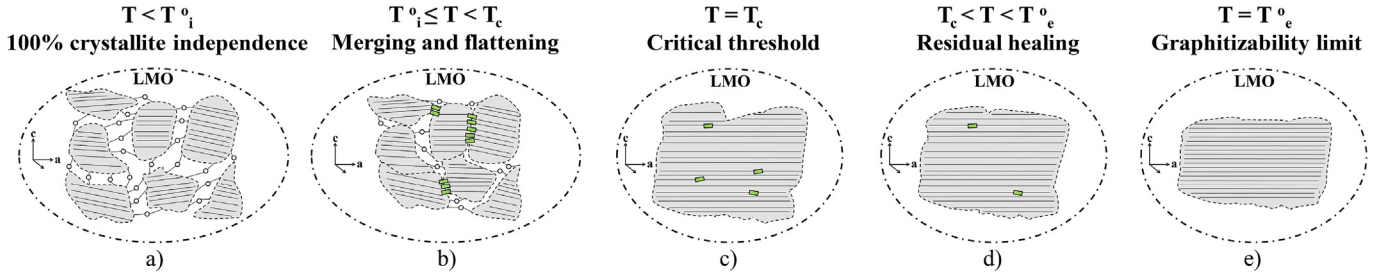 T < T°i
100% crystallite independence
LMO
c
a
a)
T°i ≤ T < Tc
Merging and flattening
LMO
c
a
b)
T = Tc
Critical threshold
LMO
c
a
c)
Tc < T < T°e
Residual healing
LMO
c
a
d)
T = T°e
Graphitizability limit
LMO
c
a
e)